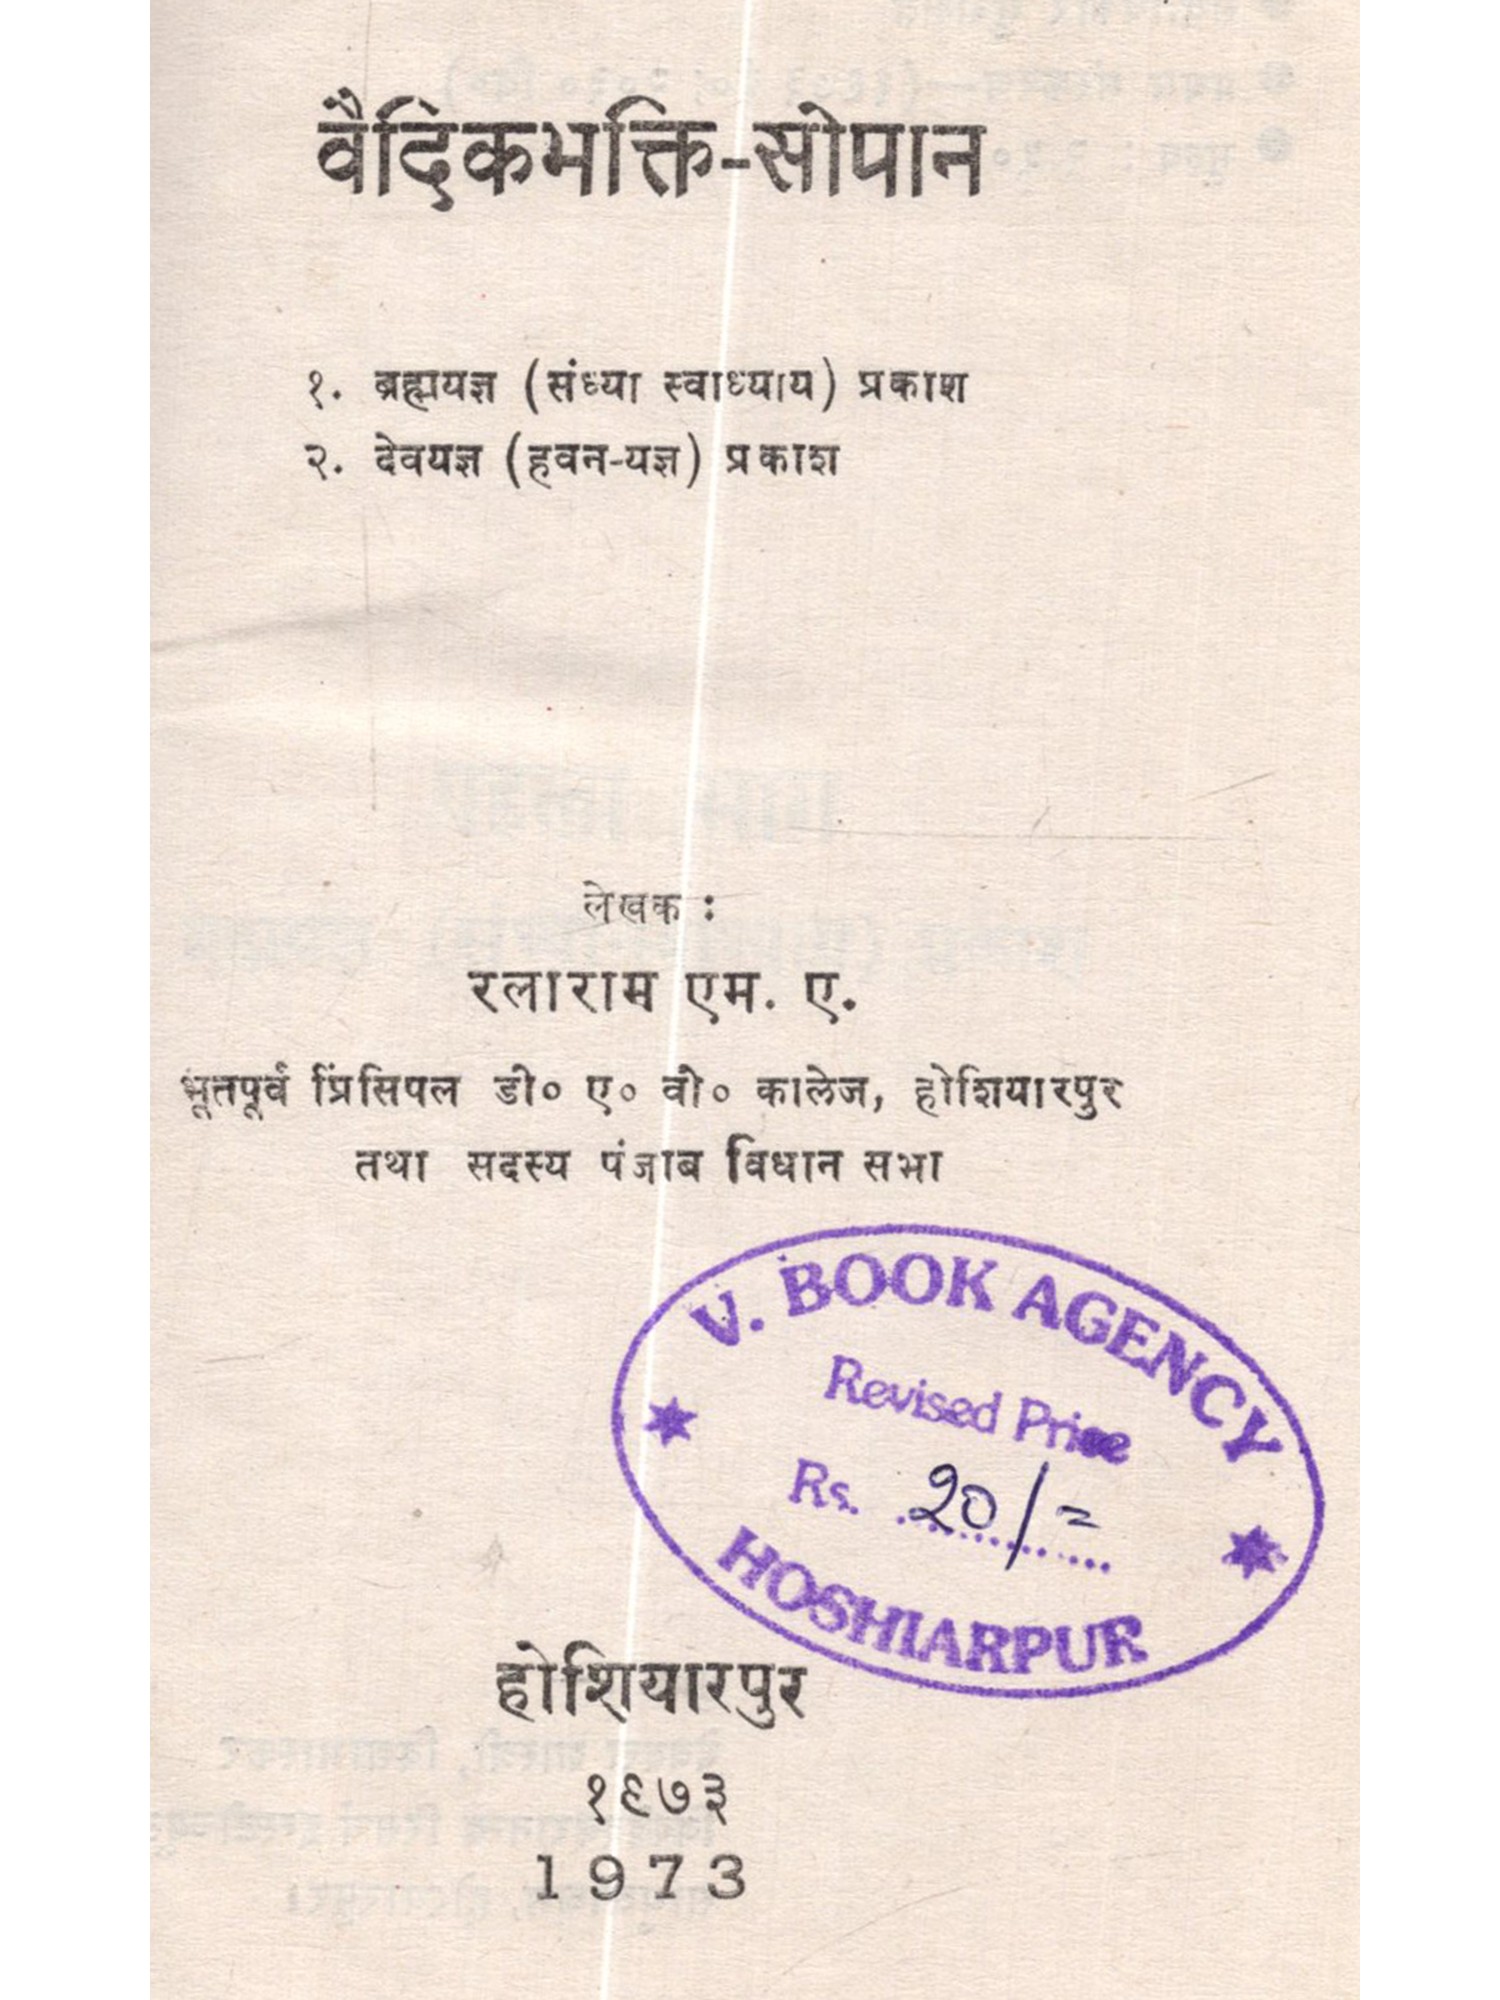 वैदिकभक्ति-सोपान
१. ब्रह्मयज्ञ (संध्या स्वाध्याय) प्रकाश
२. देवयज्ञ (हवन-यज्ञ) प्रकाश
लेखक :
रलाराम एम. ए.
भूतपूर्व प्रिंसिपल डी० ए० वी० कालेज, होशियारपुर
तथा सदस्य पंजाब विधान सभा
V. BOOK AGENCY
Revised Price
Rs. 20/=
HOSHIARPUR
होशियारपुर
१९७३
1973